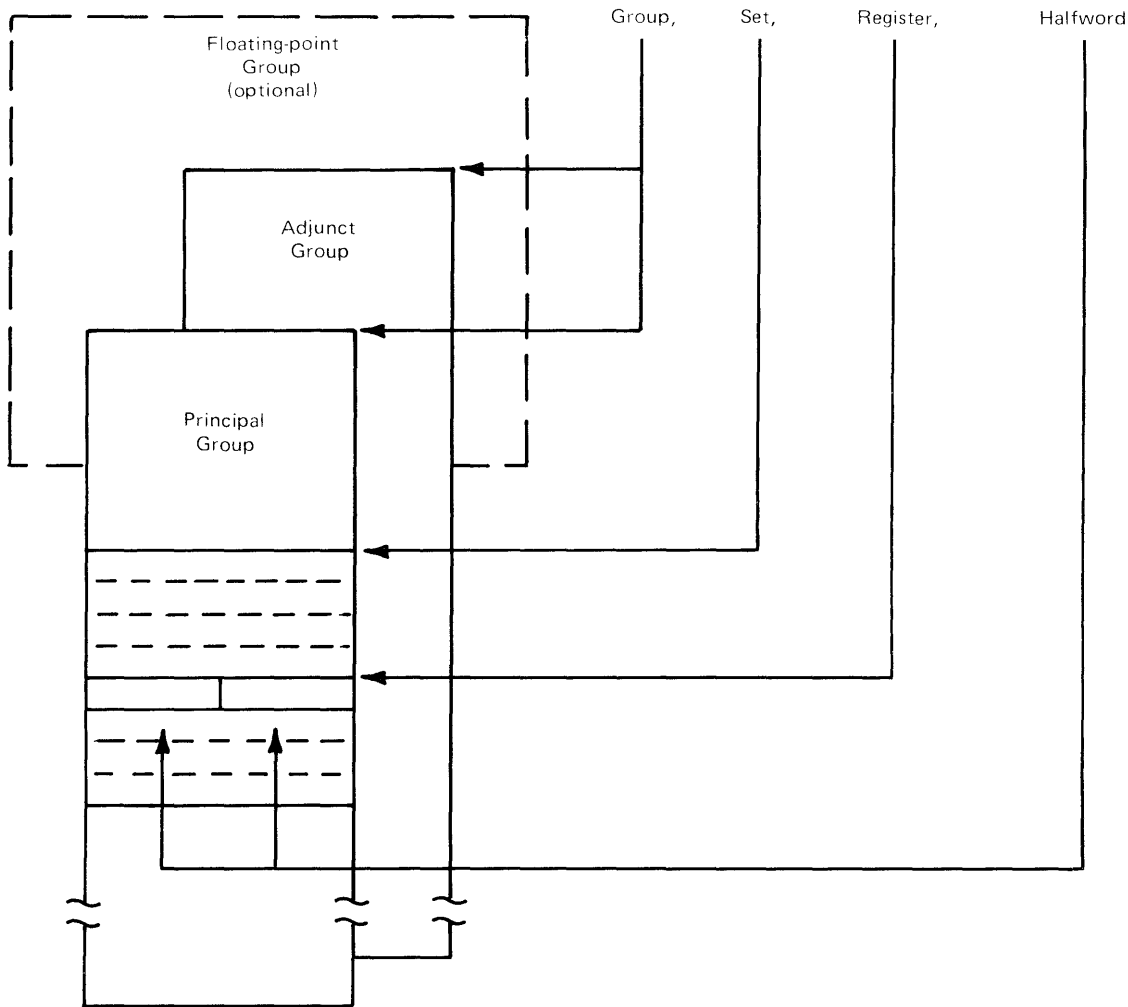 Group, Set, Register, Halfword
Floating-point
Group
(optional)
Adjunct
Group
Principal
Group